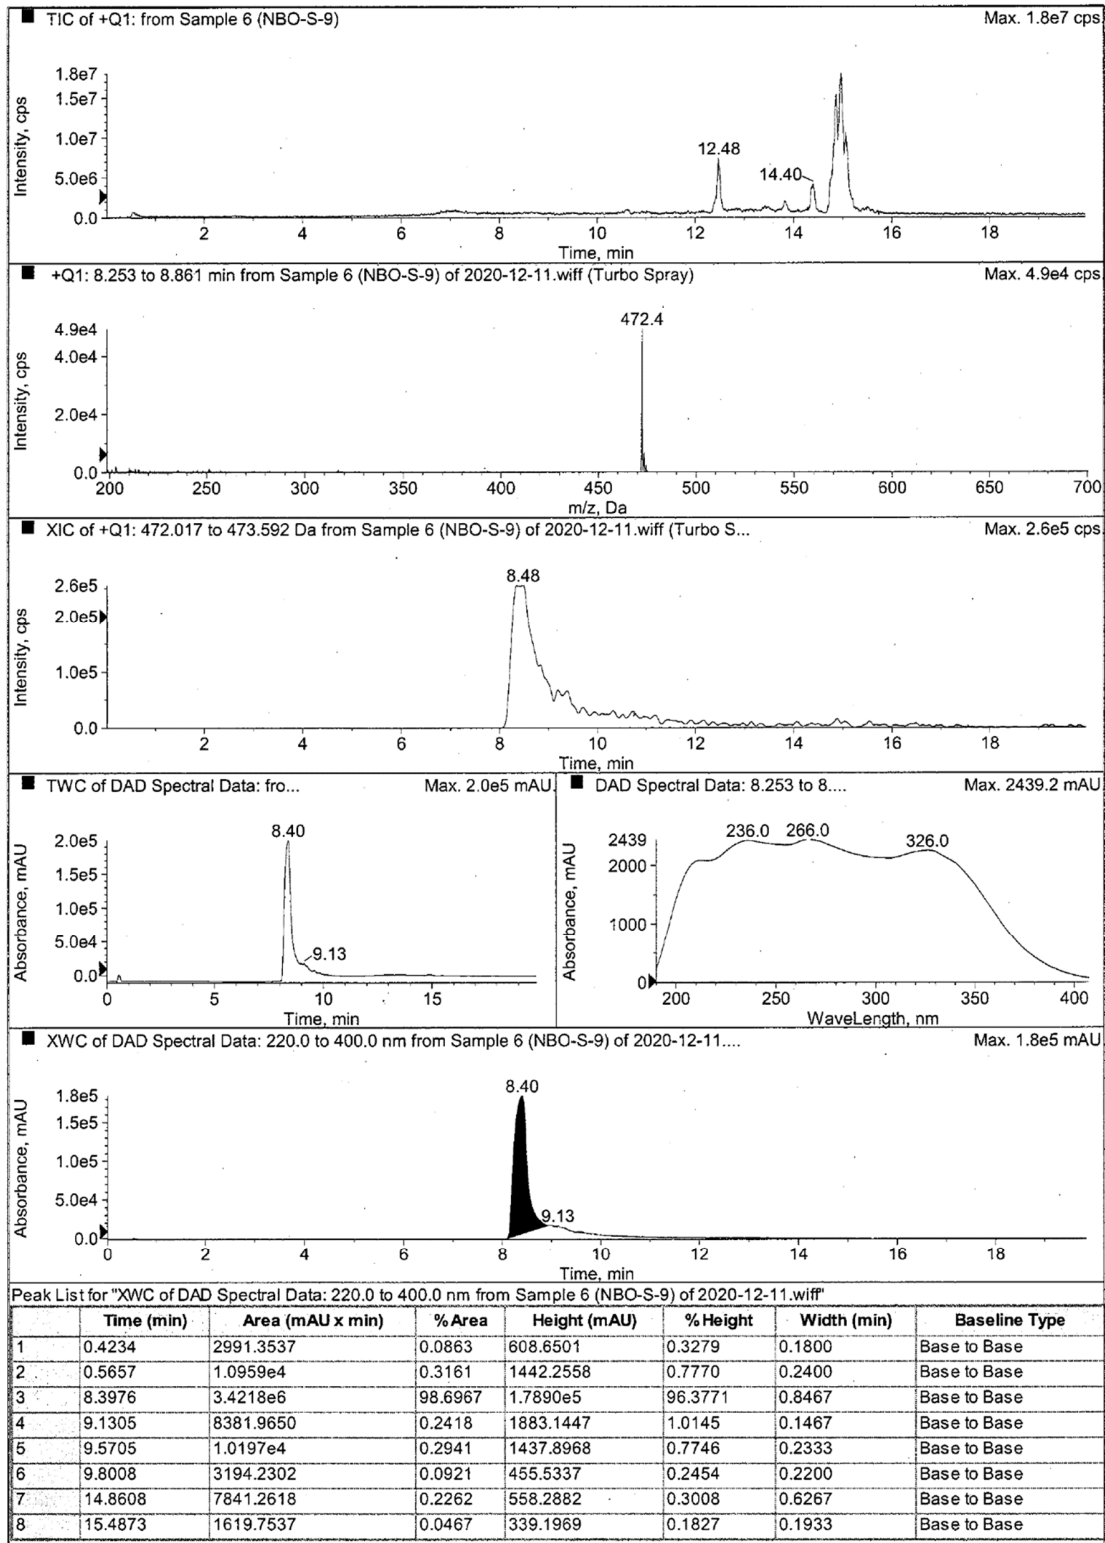 TIC of +Q1: from Sample 6 (NBO-S-9) Max. 1.8e7 cps
Intensity, cps
1.8e7
1.5e7
1.0e7
5.0e6
0.0
12.48
14.40
2 4 6 8 10 12 14 16 18
Time, min
+Q1: 8.253 to 8.861 min from Sample 6 (NBO-S-9) of 2020-12-11.wiff (Turbo Spray) Max. 4.9e4 cps
Intensity, cps
4.9e4
4.0e4
2.0e4
0.0
472.4
200 250 300 350 400 450 500 550 600 650 700
m/z, Da
XIC of +Q1: 472.017 to 473.592 Da from Sample 6 (NBO-S-9) of 2020-12-11.wiff (Turbo S... Max. 2.6e5 cps
Intensity, cps
2.6e5
2.0e5
1.0e5
0.0
8.48
2 4 6 8 10 12 14 16 18
Time, min
TWC of DAD Spectral Data: fro... Max. 2.0e5 mAU
Absorbance, mAU
2.0e5
1.5e5
1.0e5
5.0e4
0.0
8.40
9.13
0 5 10 15
Time, min
DAD Spectral Data: 8.253 to 8.... Max. 2439.2 mAU
Absorbance, mAU
2439
2000
1000
0
236.0 266.0 326.0
200 250 300 350 400
WaveLength, nm
XWC of DAD Spectral Data: 220.0 to 400.0 nm from Sample 6 (NBO-S-9) of 2020-12-11.... Max. 1.8e5 mAU
Absorbance, mAU
1.8e5
1.5e5
1.0e5
5.0e4
0.0
8.40
9.13
0 2 4 6 8 10 12 14 16 18
Time, min
Peak List for "XWC of DAD Spectral Data: 220.0 to 400.0 nm from Sample 6 (NBO-S-9) of 2020-12-11.wiff"
Time (min) Area (mAU x min) %Area Height (mAU) %Height Width (min) Baseline Type
1 0.4234 2991.3537 0.0863 608.6501 0.3279 0.1800 Base to Base
2 0.5657 1.0959e4 0.3161 1442.2558 0.7770 0.2400 Base to Base
3 8.3976 3.4218e6 98.6967 1.7890e5 96.3771 0.8467 Base to Base
4 9.1305 8381.9650 0.2418 1883.1447 1.0145 0.1467 Base to Base
5 9.5705 1.0197e4 0.2941 1437.8968 0.7746 0.2333 Base to Base
6 9.8008 3194.2302 0.0921 455.5337 0.2454 0.2200 Base to Base
7 14.8608 7841.2618 0.2262 558.2882 0.3008 0.6267 Base to Base
8 15.4873 1619.7537 0.0467 339.1969 0.1827 0.1933 Base to Base